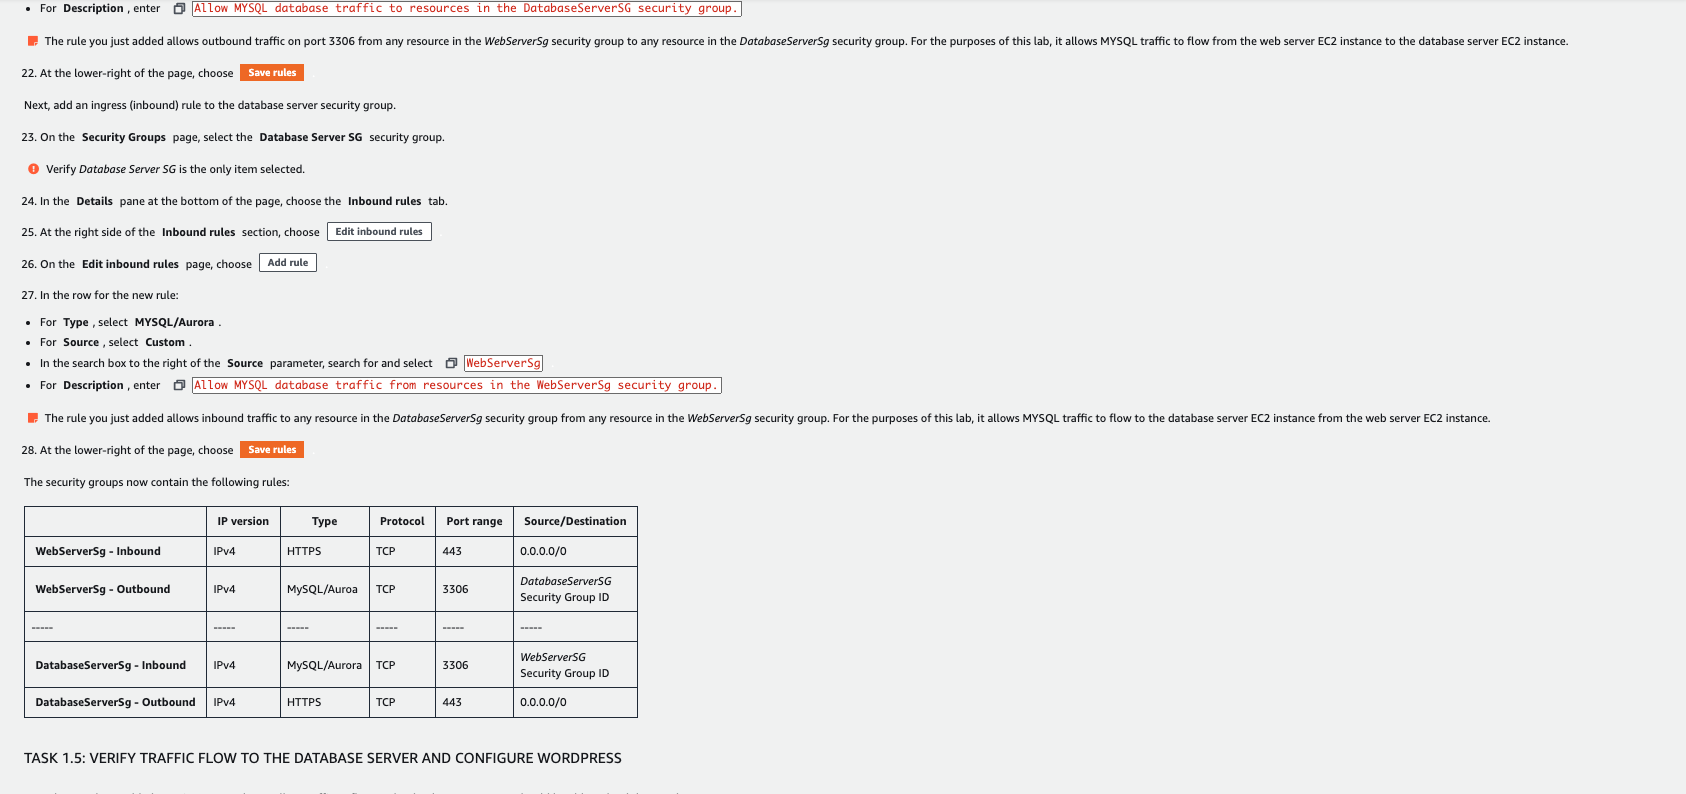 • For Description , enter Allow MYSQL database traffic to resources in the DatabaseServerSG security group.
The rule you just added allows outbound traffic on port 3306 from any resource in the WebServerSg security group to any resource in the DatabaseServerSg security group. For the purposes of this lab, it allows MYSQL traffic to flow from the web server EC2 instance to the database server EC2 instance.
22. At the lower-right of the page, choose Save rules
Next, add an ingress (inbound) rule to the database server security group.
23. On the Security Groups page, select the Database Server SG security group.
Verify Database Server SG is the only item selected.
24. In the Details pane at the bottom of the page, choose the Inbound rules tab.
25. At the right side of the Inbound rules section, choose Edit inbound rules
26. On the Edit inbound rules page, choose Add rule
27. In the row for the new rule:
• For Type , select MYSQL/Aurora .
• For Source , select Custom .
• In the search box to the right of the Source parameter, search for and select WebServerSg
• For Description , enter Allow MYSQL database traffic from resources in the WebServerSg security group.
The rule you just added allows inbound traffic to any resource in the DatabaseServerSg security group from any resource in the WebServerSg security group. For the purposes of this lab, it allows MYSQL traffic to flow to the database server EC2 instance from the web server EC2 instance.
28. At the lower-right of the page, choose Save rules
The security groups now contain the following rules:
IP version Type Protocol Port range Source/Destination
WebServerSg - Inbound IPv4 HTTPS TCP 443 0.0.0.0/0
WebServerSg - Outbound IPv4 MySQL/Auroa TCP 3306 DatabaseServerSG
Security Group ID
----- ----- ----- ----- ----- -----
DatabaseServerSg - Inbound IPv4 MySQL/Aurora TCP 3306 WebServerSG
Security Group ID
DatabaseServerSg - Outbound IPv4 HTTPS TCP 443 0.0.0.0/0
TASK 1.5: VERIFY TRAFFIC FLOW TO THE DATABASE SERVER AND CONFIGURE WORDPRESS